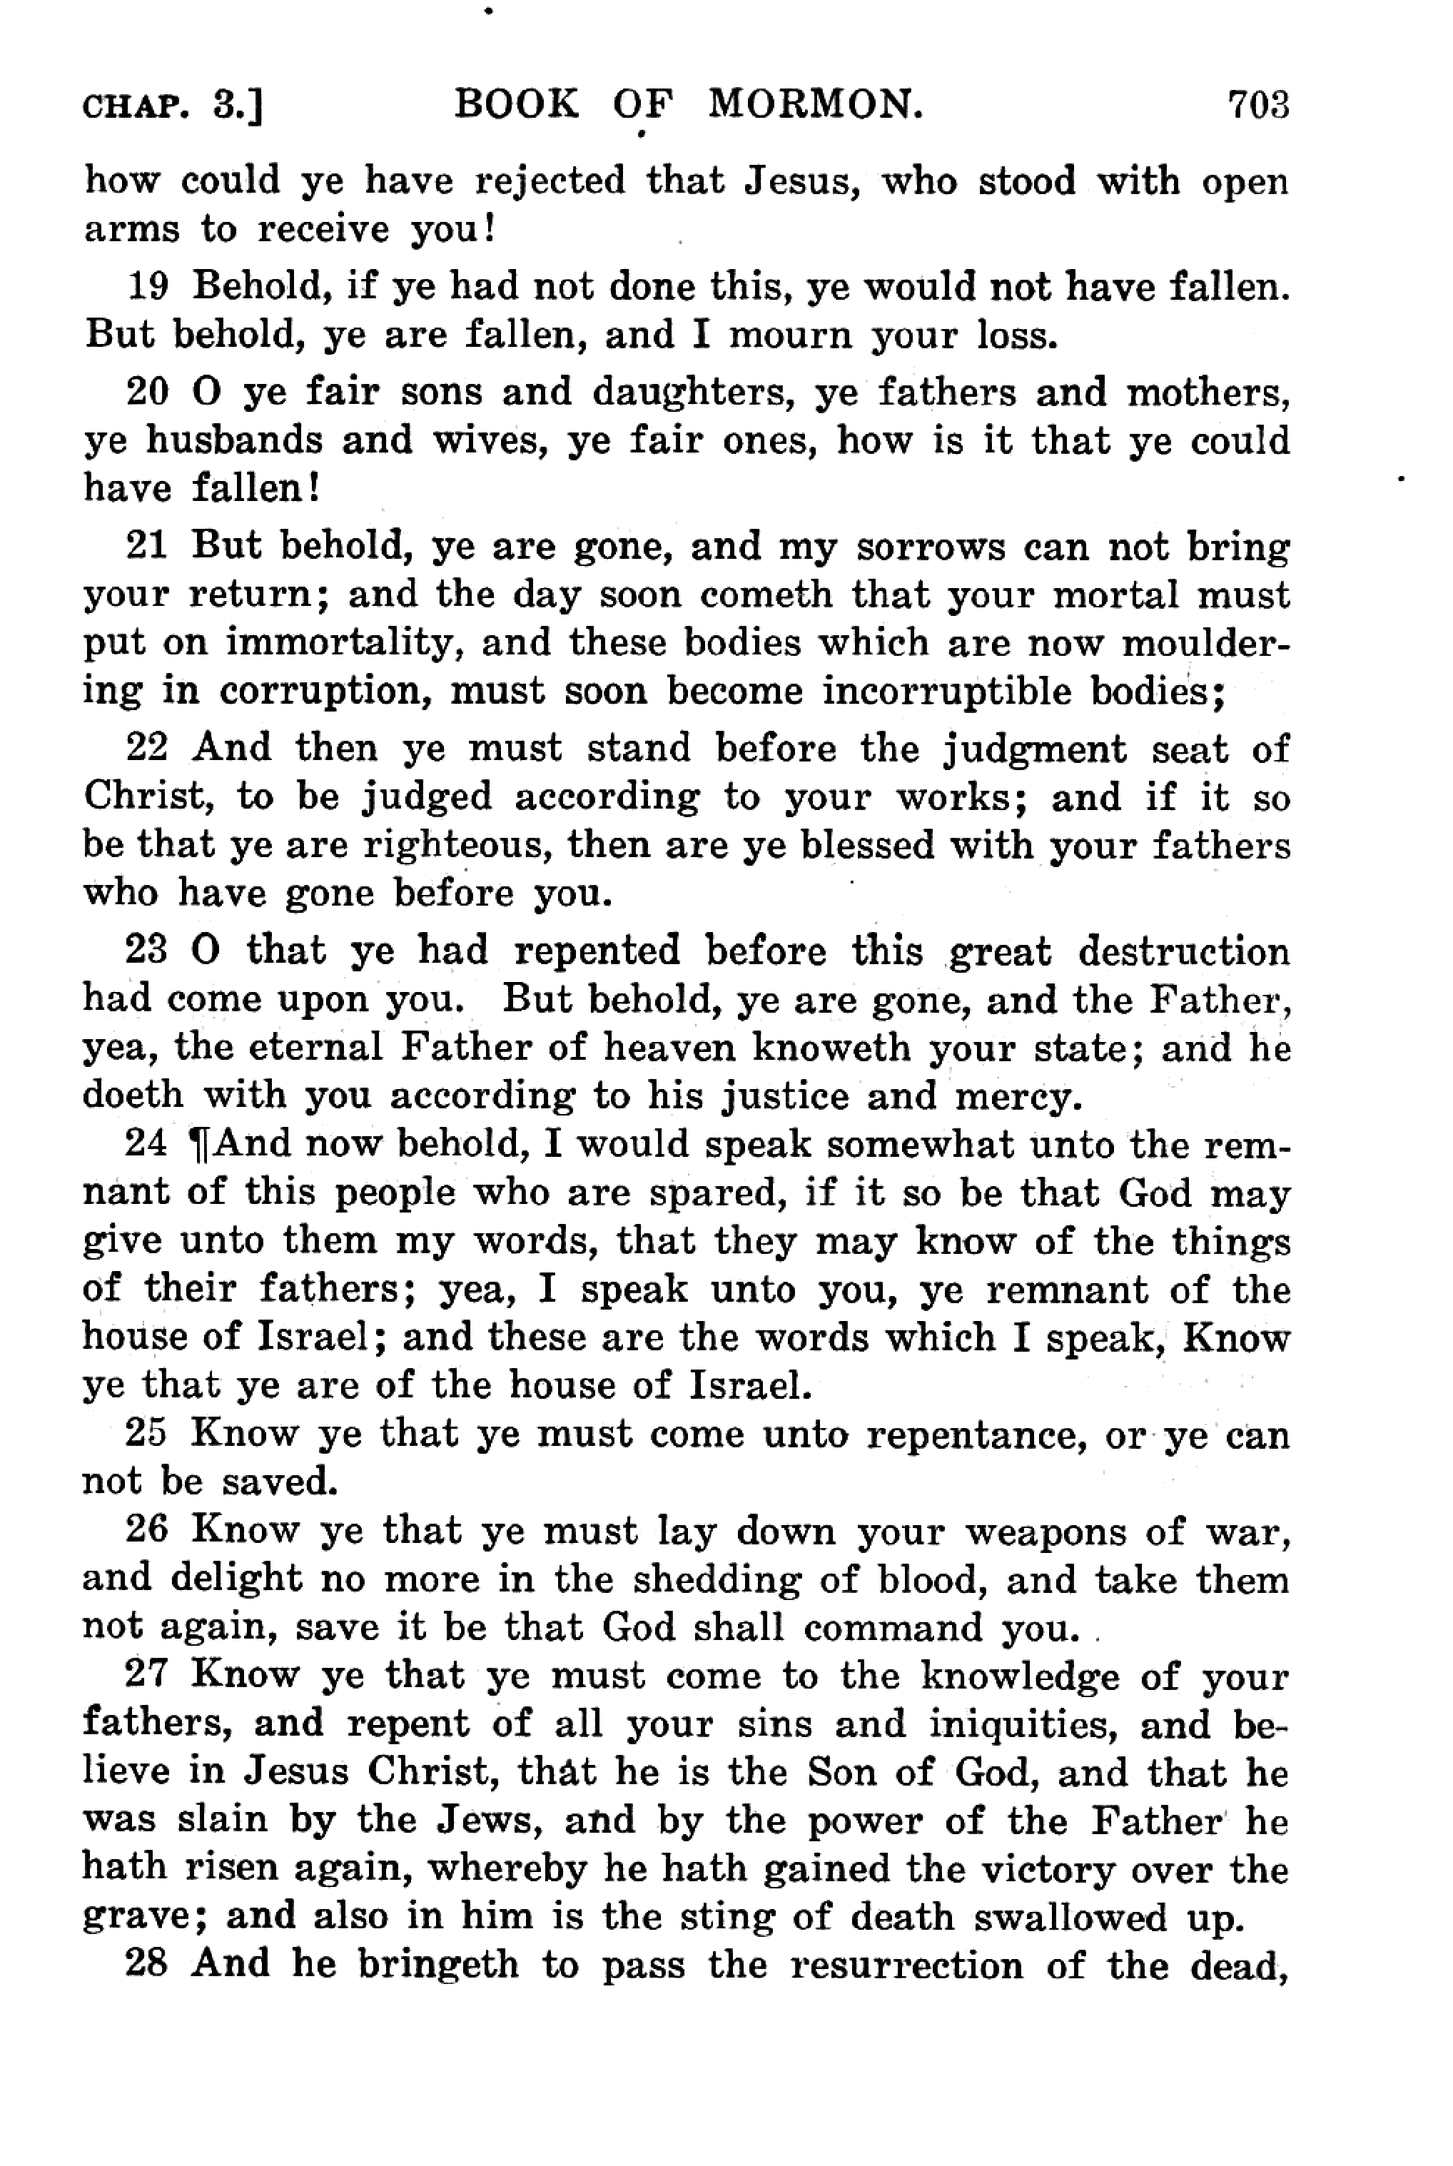 CHAP. 3.] BOOK OF MORMON. 703
how could ye have rejected that Jesus, who stood with open
arms to receive you!
19 Behold, if ye had not done this, ye would not have fallen.
But behold, ye are fallen, and I mourn your loss.
20 O ye fair sons and daughters, ye fathers and mothers,
ye husbands and wives, ye fair ones, how is it that ye could
have fallen!
21 But behold, ye are gone, and my sorrows can not bring
your return; and the day soon cometh that your mortal must
put on immortality, and these bodies which are now moulder-
ing in corruption, must soon become incorruptible bodies;
22 And then ye must stand before the judgment seat of
Christ, to be judged according to your works; and if it so
be that ye are righteous, then are ye blessed with your fathers
who have gone before you.
23 O that ye had repented before this great destruction
had come upon you. But behold, ye are gone, and the Father,
yea, the eternal Father of heaven knoweth your state; and he
doeth with you according to his justice and mercy.
24 ¶And now behold, I would speak somewhat unto the rem-
nant of this people who are spared, if it so be that God may
give unto them my words, that they may know of the things
of their fathers; yea, I speak unto you, ye remnant of the
house of Israel; and these are the words which I speak, Know
ye that ye are of the house of Israel.
25 Know ye that ye must come unto repentance, or ye can
not be saved.
26 Know ye that ye must lay down your weapons of war,
and delight no more in the shedding of blood, and take them
not again, save it be that God shall command you.
27 Know ye that ye must come to the knowledge of your
fathers, and repent of all your sins and iniquities, and be-
lieve in Jesus Christ, that he is the Son of God, and that he
was slain by the Jews, and by the power of the Father he
hath risen again, whereby he hath gained the victory over the
grave; and also in him is the sting of death swallowed up.
28 And he bringeth to pass the resurrection of the dead,